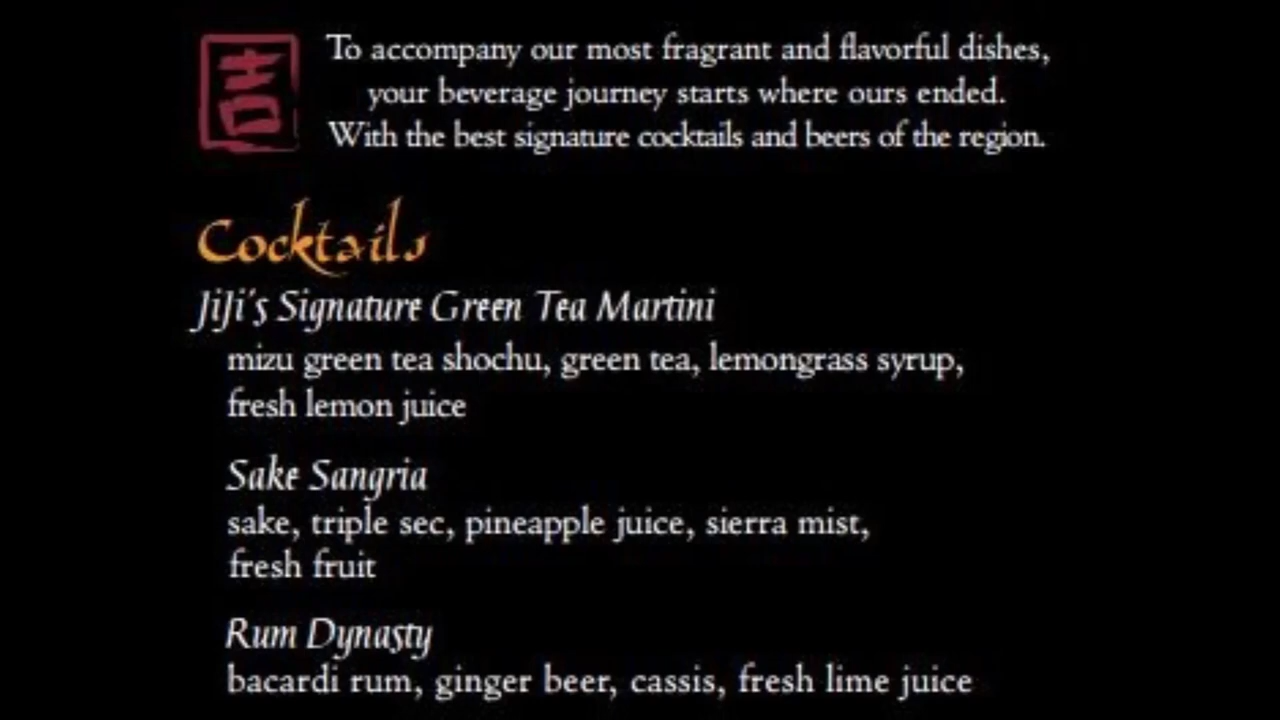 吉
To accompany our most fragrant and flavorful dishes,
your beverage journey starts where ours ended.
With the best signature cocktails and beers of the region.
Cocktails
JiJi's Signature Green Tea Martini
mizu green tea shochu, green tea, lemongrass syrup,
fresh lemon juice
Sake Sangria
sake, triple sec, pineapple juice, sierra mist,
fresh fruit
Rum Dynasty
bacardi rum, ginger beer, cassis, fresh lime juice